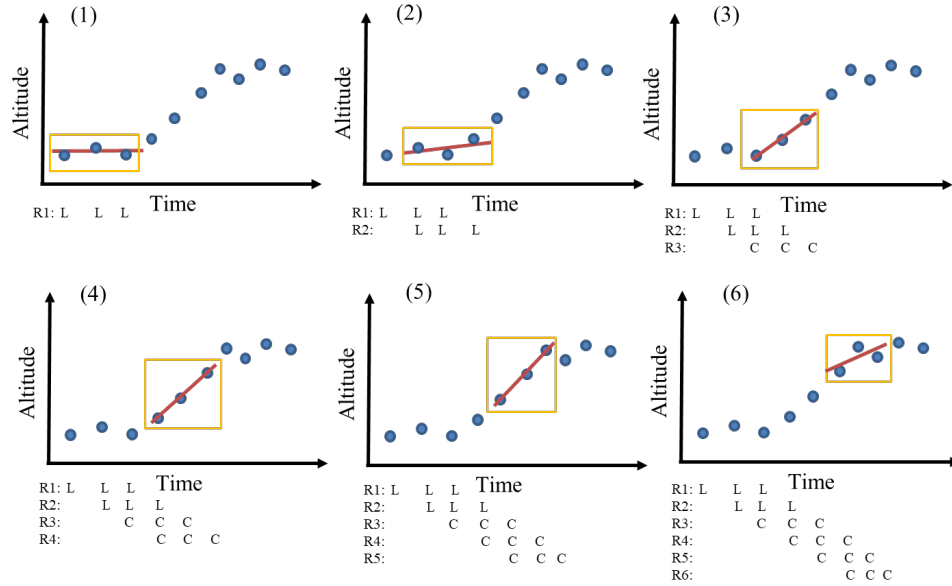 (1)
Altitude
Time
R1: L L L
(2)
Altitude
Time
R1: L L L
R2: L L L
(3)
Altitude
Time
R1: L L L
R2: L L L
R3: C C C
(4)
Altitude
Time
R1: L L L
R2: L L L
R3: C C C
R4: C C C
(5)
Altitude
Time
R1: L L L
R2: L L L
R3: C C C
R4: C C C
R5: C C C
(6)
Altitude
Time
R1: L L L
R2: L L L
R3: C C C
R4: C C C
R5: C C C
R6: C C C